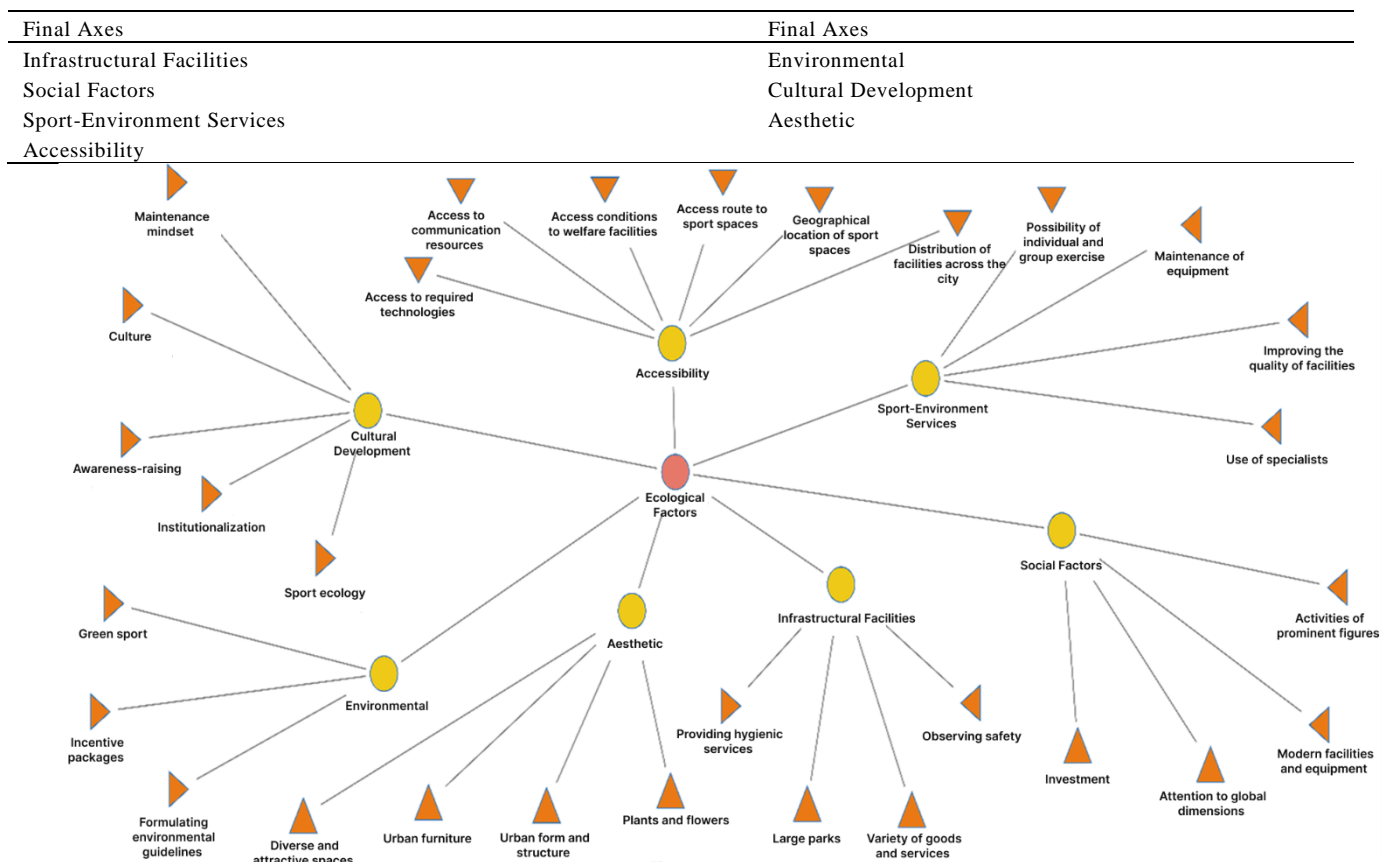 Final Axes
Final Axes
Infrastructural Facilities
Environmental
Social Factors
Cultural Development
Sport-Environment Services
Aesthetic
Accessibility
Maintenance
mindset
Access to
communication
resources
Access conditions
to welfare facilities
Access route to
sport spaces
Geographical
location of sport
spaces
Distribution of
facilities across the
city
Possibility of
individual and
group exercise
Maintenance of
equipment
Access to required
technologies
Culture
Improving the
quality of facilities
Accessibility
Sport-Environment
Services
Cultural
Development
Awareness-raising
Use of specialists
Institutionalization
Ecological
Factors
Sport ecology
Social Factors
Green sport
Aesthetic
Infrastructural Facilities
Activities of
prominent figures
Environmental
Incentive
packages
Providing hygienic
services
Observing safety
Modern facilities
and equipment
Investment
Attention to global
dimensions
Formulating
environmental
guidelines
Diverse and
attractive spaces
Urban furniture
Urban form and
structure
Plants and flowers
Large parks
Variety of goods
and services